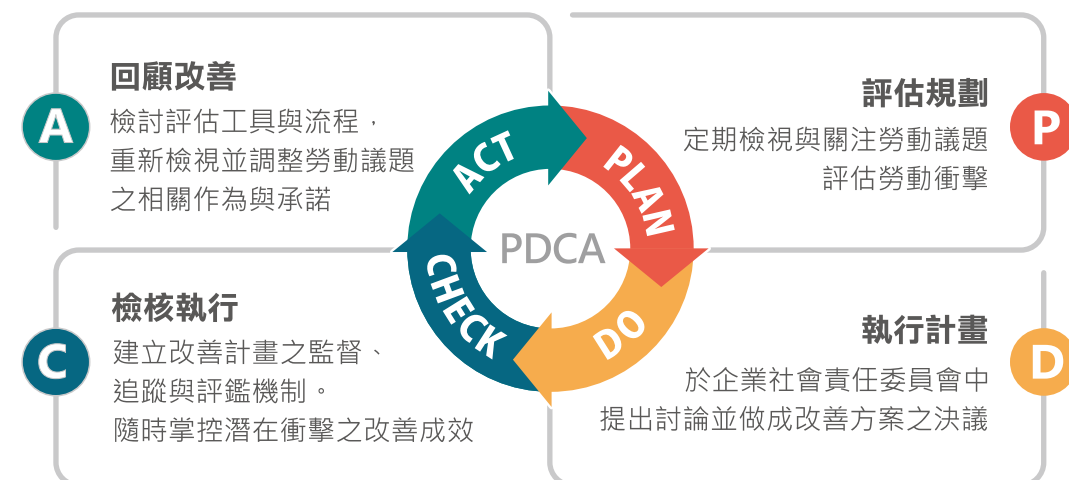 回顧改善
A
檢討評估工具與流程，
重新檢視並調整勞動議題
之相關作為與承諾
評估規劃
P
定期檢視與關注勞動議題
評估勞動衝擊
ACT
PLAN
PDCA
CHECK
DO
檢核執行
C
建立改善計畫之監督、
追蹤與評鑑機制。
隨時掌控潛在衝擊之改善成效
執行計畫
D
於企業社會責任委員會中
提出討論並做成改善方案之決議